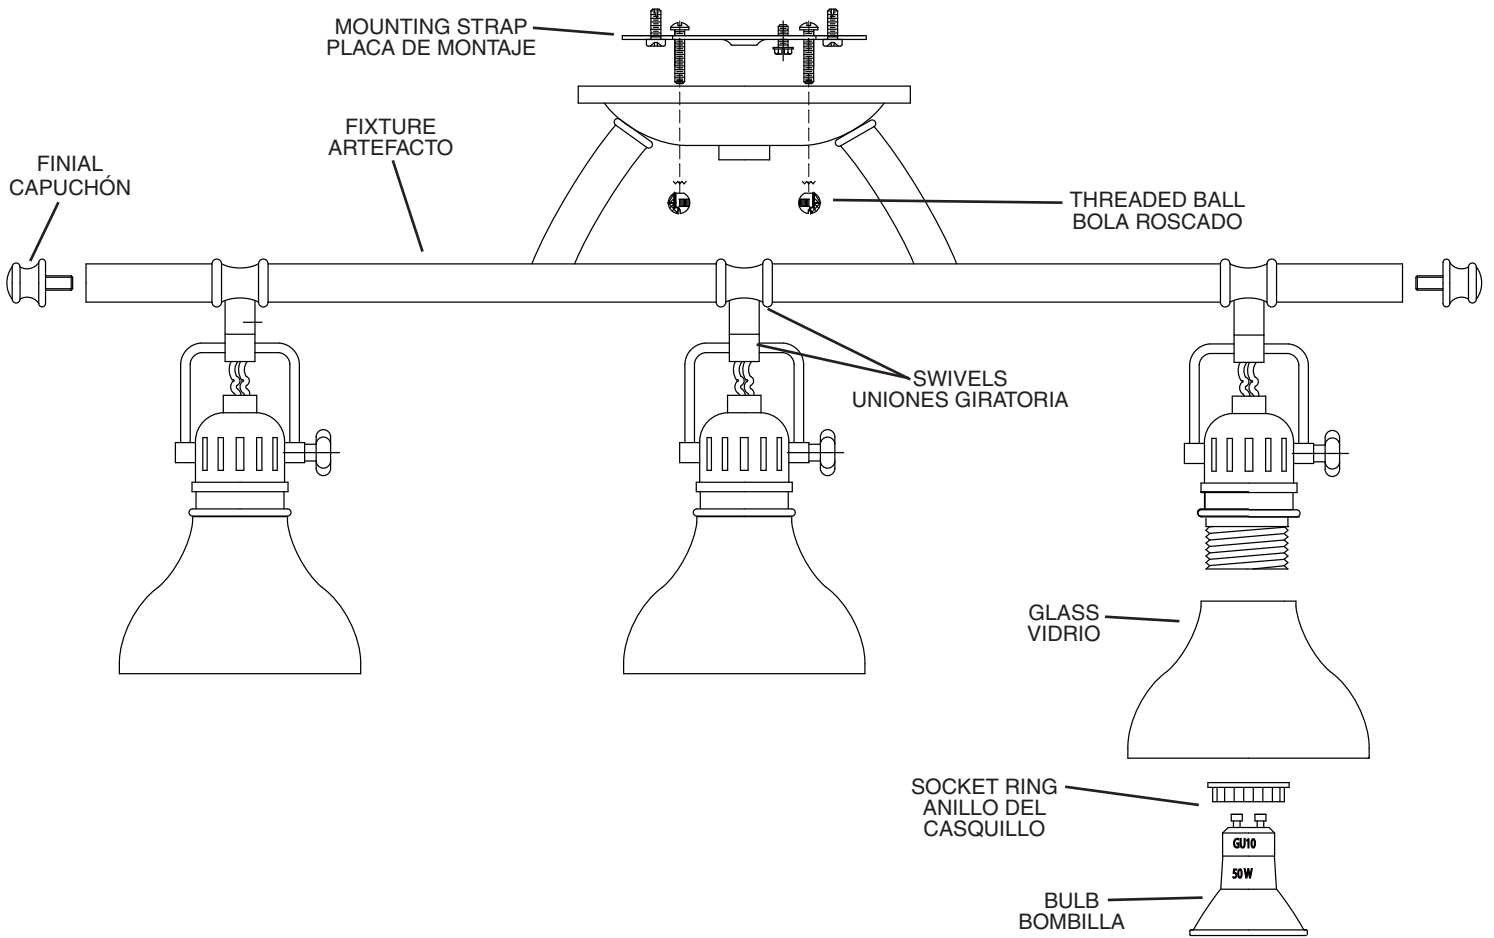 MOUNTING STRAP
PLACA DE MONTAJE
FIXTURE
ARTEFACTO
FINIAL
CAPUCHÓN
THREADED BALL
BOLA ROSCADO
SWIVELS
UNIONES GIRATORIA
GLASS
VIDRIO
SOCKET RING
ANILLO DEL
CASQUILLO
GU10
50W
BULB
BOMBILLA